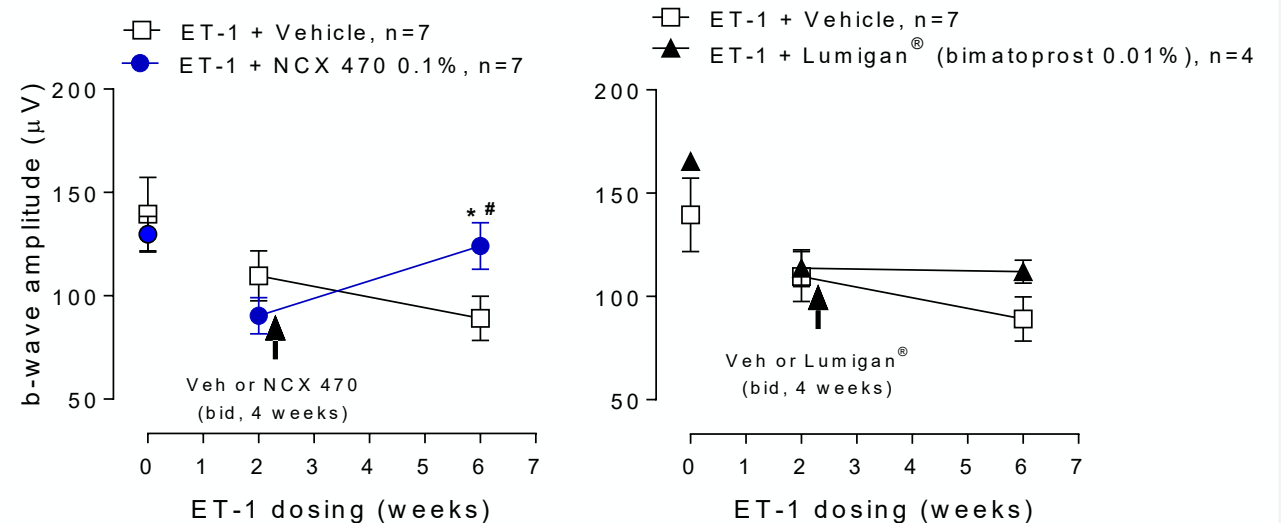 ET-1 + Vehicle, n=7
ET-1 + NCX 470 0.1%, n=7
b-wave amplitude (μV)
200
150
100
50
* #
Veh or NCX 470
(bid, 4 weeks)
0 1 2 3 4 5 6 7
ET-1 dosing (weeks)
ET-1 + Vehicle, n=7
ET-1 + Lumigan® (bimatoprost 0.01%), n=4
200
150
100
50
Veh or Lumigan®
(bid, 4 weeks)
0 1 2 3 4 5 6 7
ET-1 dosing (weeks)